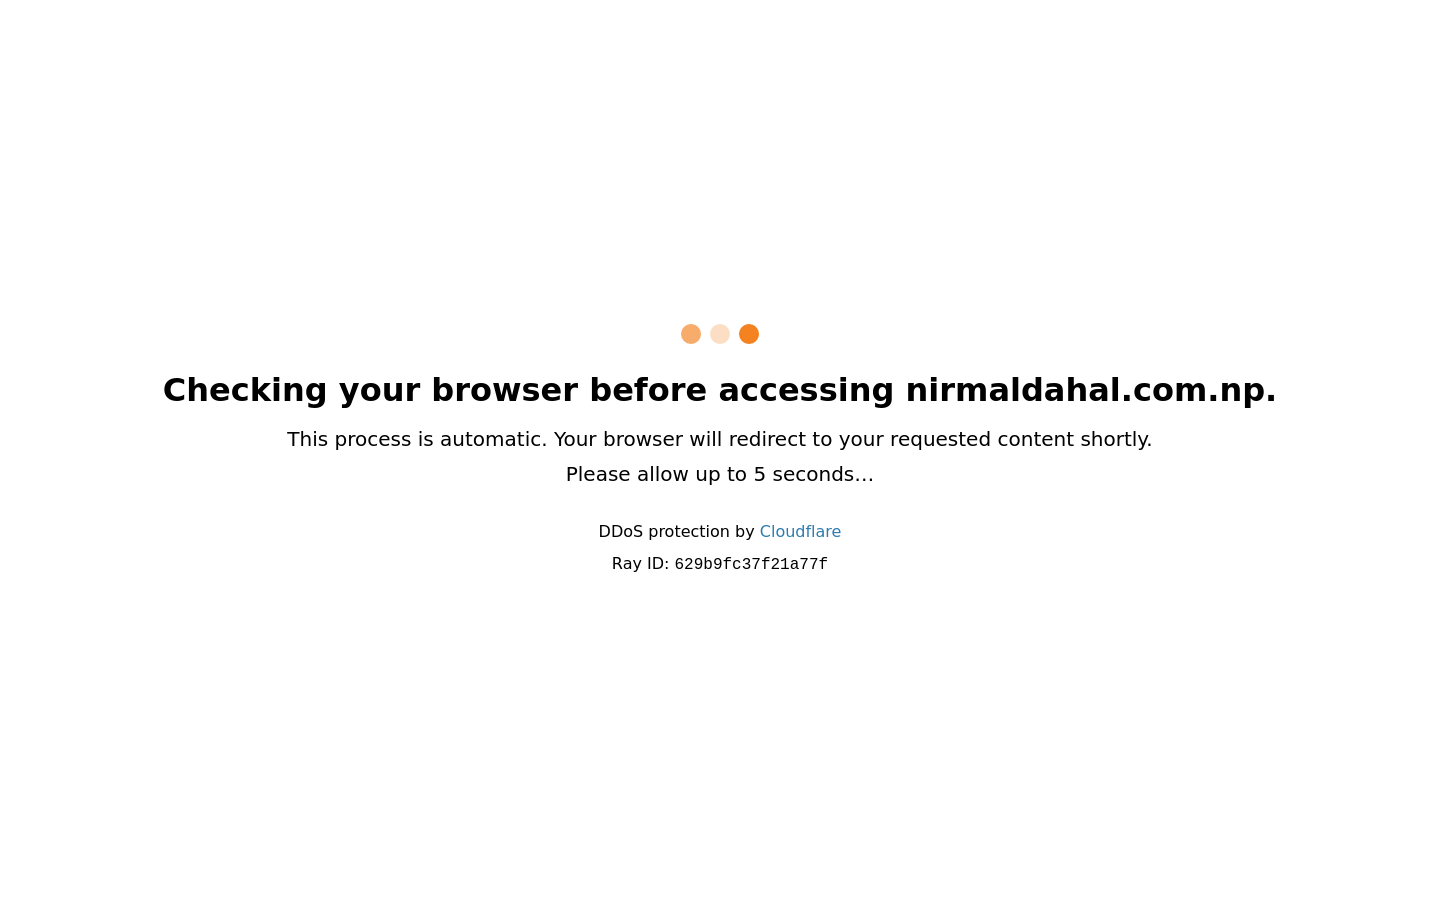 Checking your browser before accessing nirmaldahal.com.np.
This process is automatic. Your browser will redirect to your requested content shortly.
Please allow up to 5 seconds…
DDoS protection by Cloudflare
Ray ID: 629b9fc37f21a77f